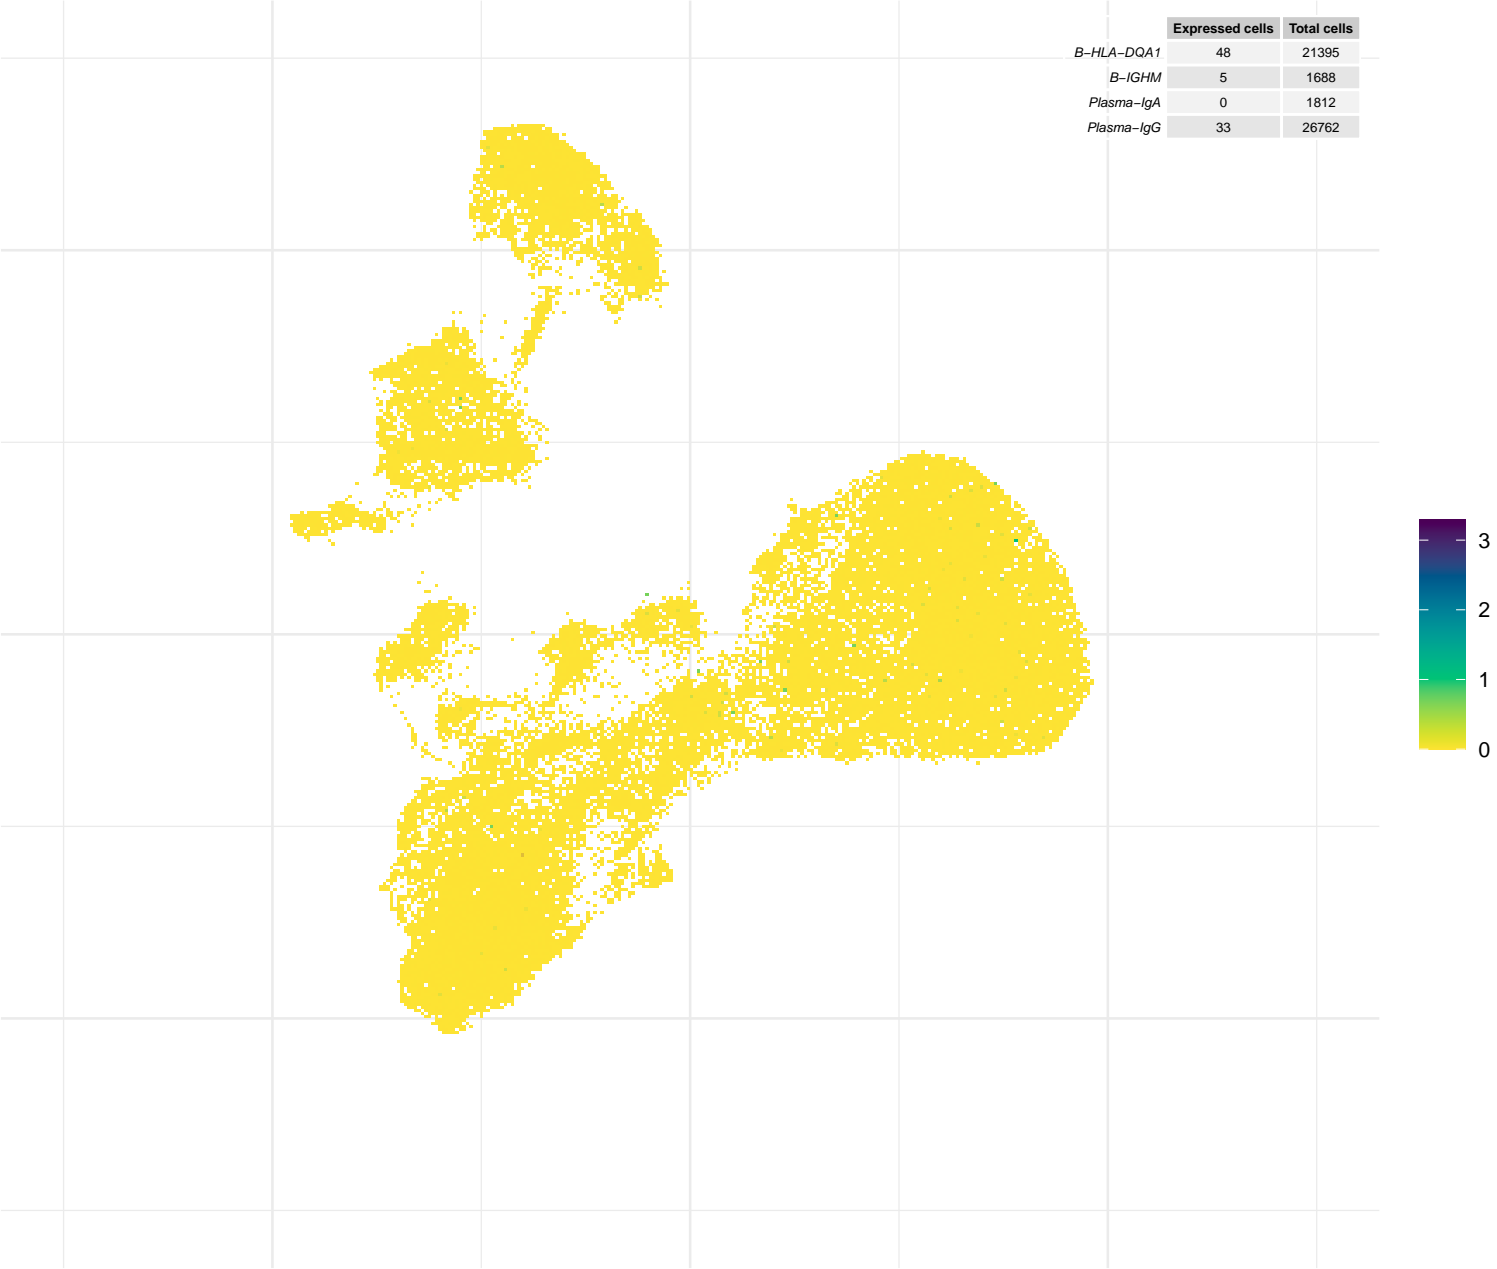 Expressed cells Total cells
B−HLA−DQA1 48 21395
B−IGHM 5 1688
Plasma−IgA 0 1812
Plasma−IgG 33 26762
3
2
1
0